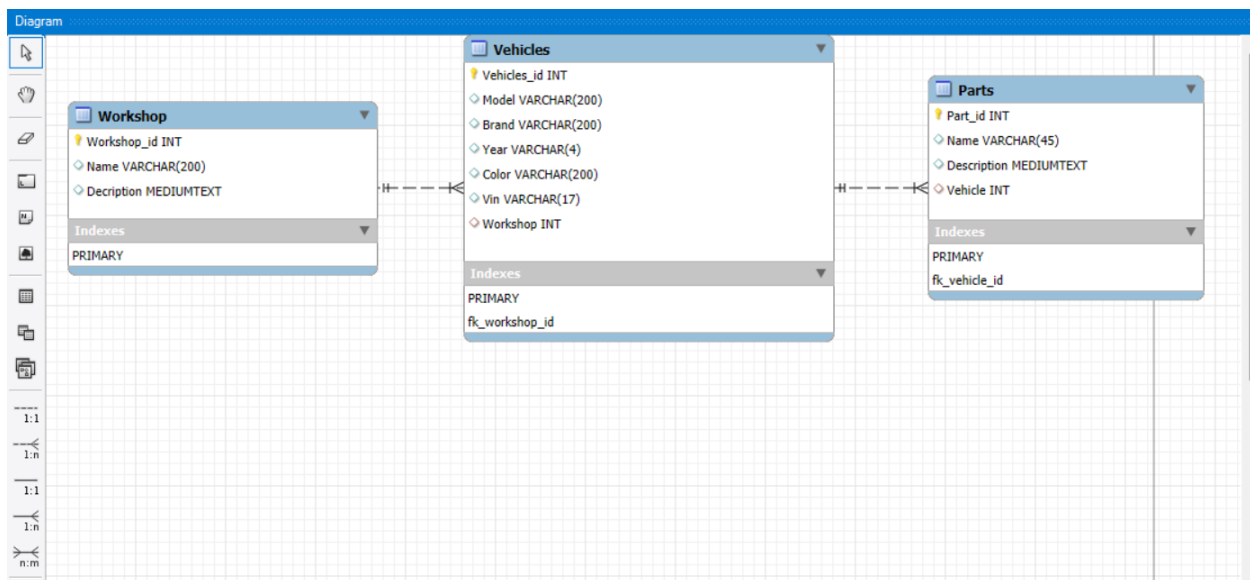 Diagram
Workshop
Workshop_id INT
Name VARCHAR(200)
Decription MEDIUMTEXT
Indexes
PRIMARY
Vehicles
Vehicles_id INT
Model VARCHAR(200)
Brand VARCHAR(200)
Year VARCHAR(4)
Color VARCHAR(200)
Vin VARCHAR(17)
Workshop INT
Indexes
PRIMARY
fk_workshop_id
Parts
Part_id INT
Name VARCHAR(45)
Description MEDIUMTEXT
Vehicle INT
Indexes
PRIMARY
fk_vehicle_id
1:1
1:n
1:1
1:n
n:m